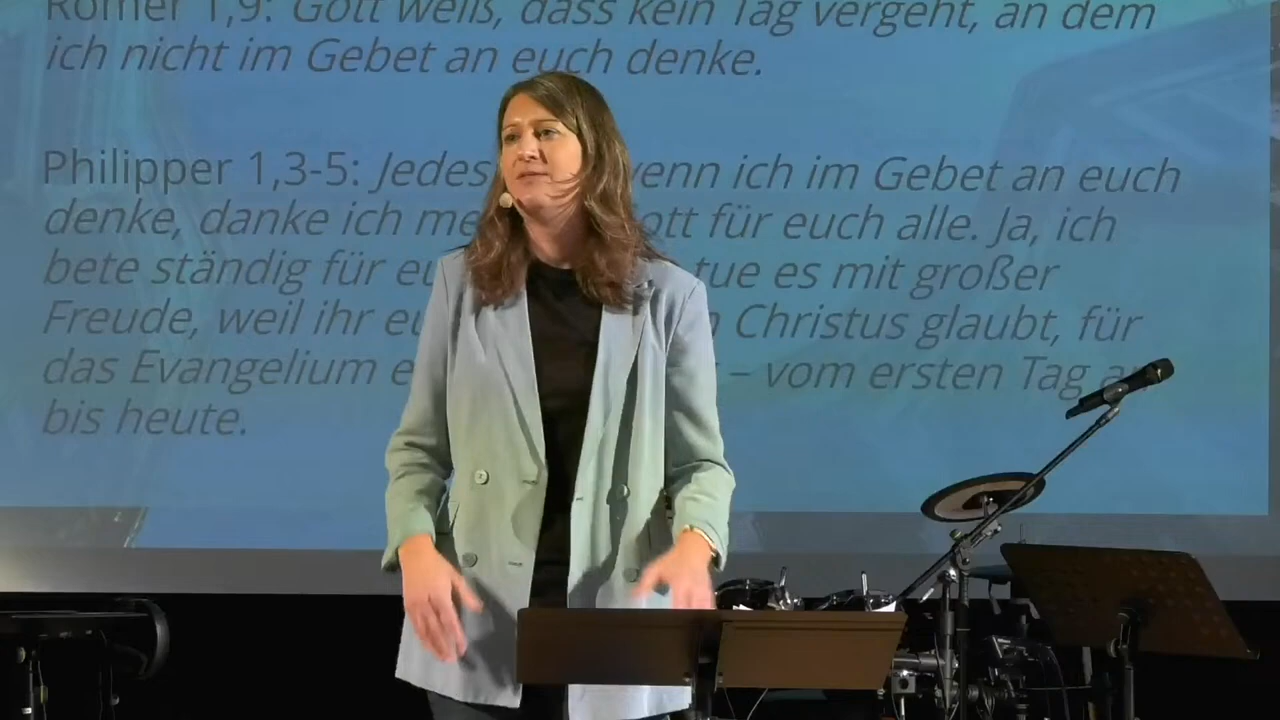 Römer 1,9: Gott weiß, dass kein Tag vergeht, an dem
ich nicht im Gebet an euch denke.
Philipper 1,3-5: Jedes wenn ich im Gebet an euch
denke, danke ich für euch alle. Ja, ich
bete ständig für tue es mit großer
Freude, weil ihr Christus glaubt, für
das Evangelium – vom ersten Tag
bis heute.